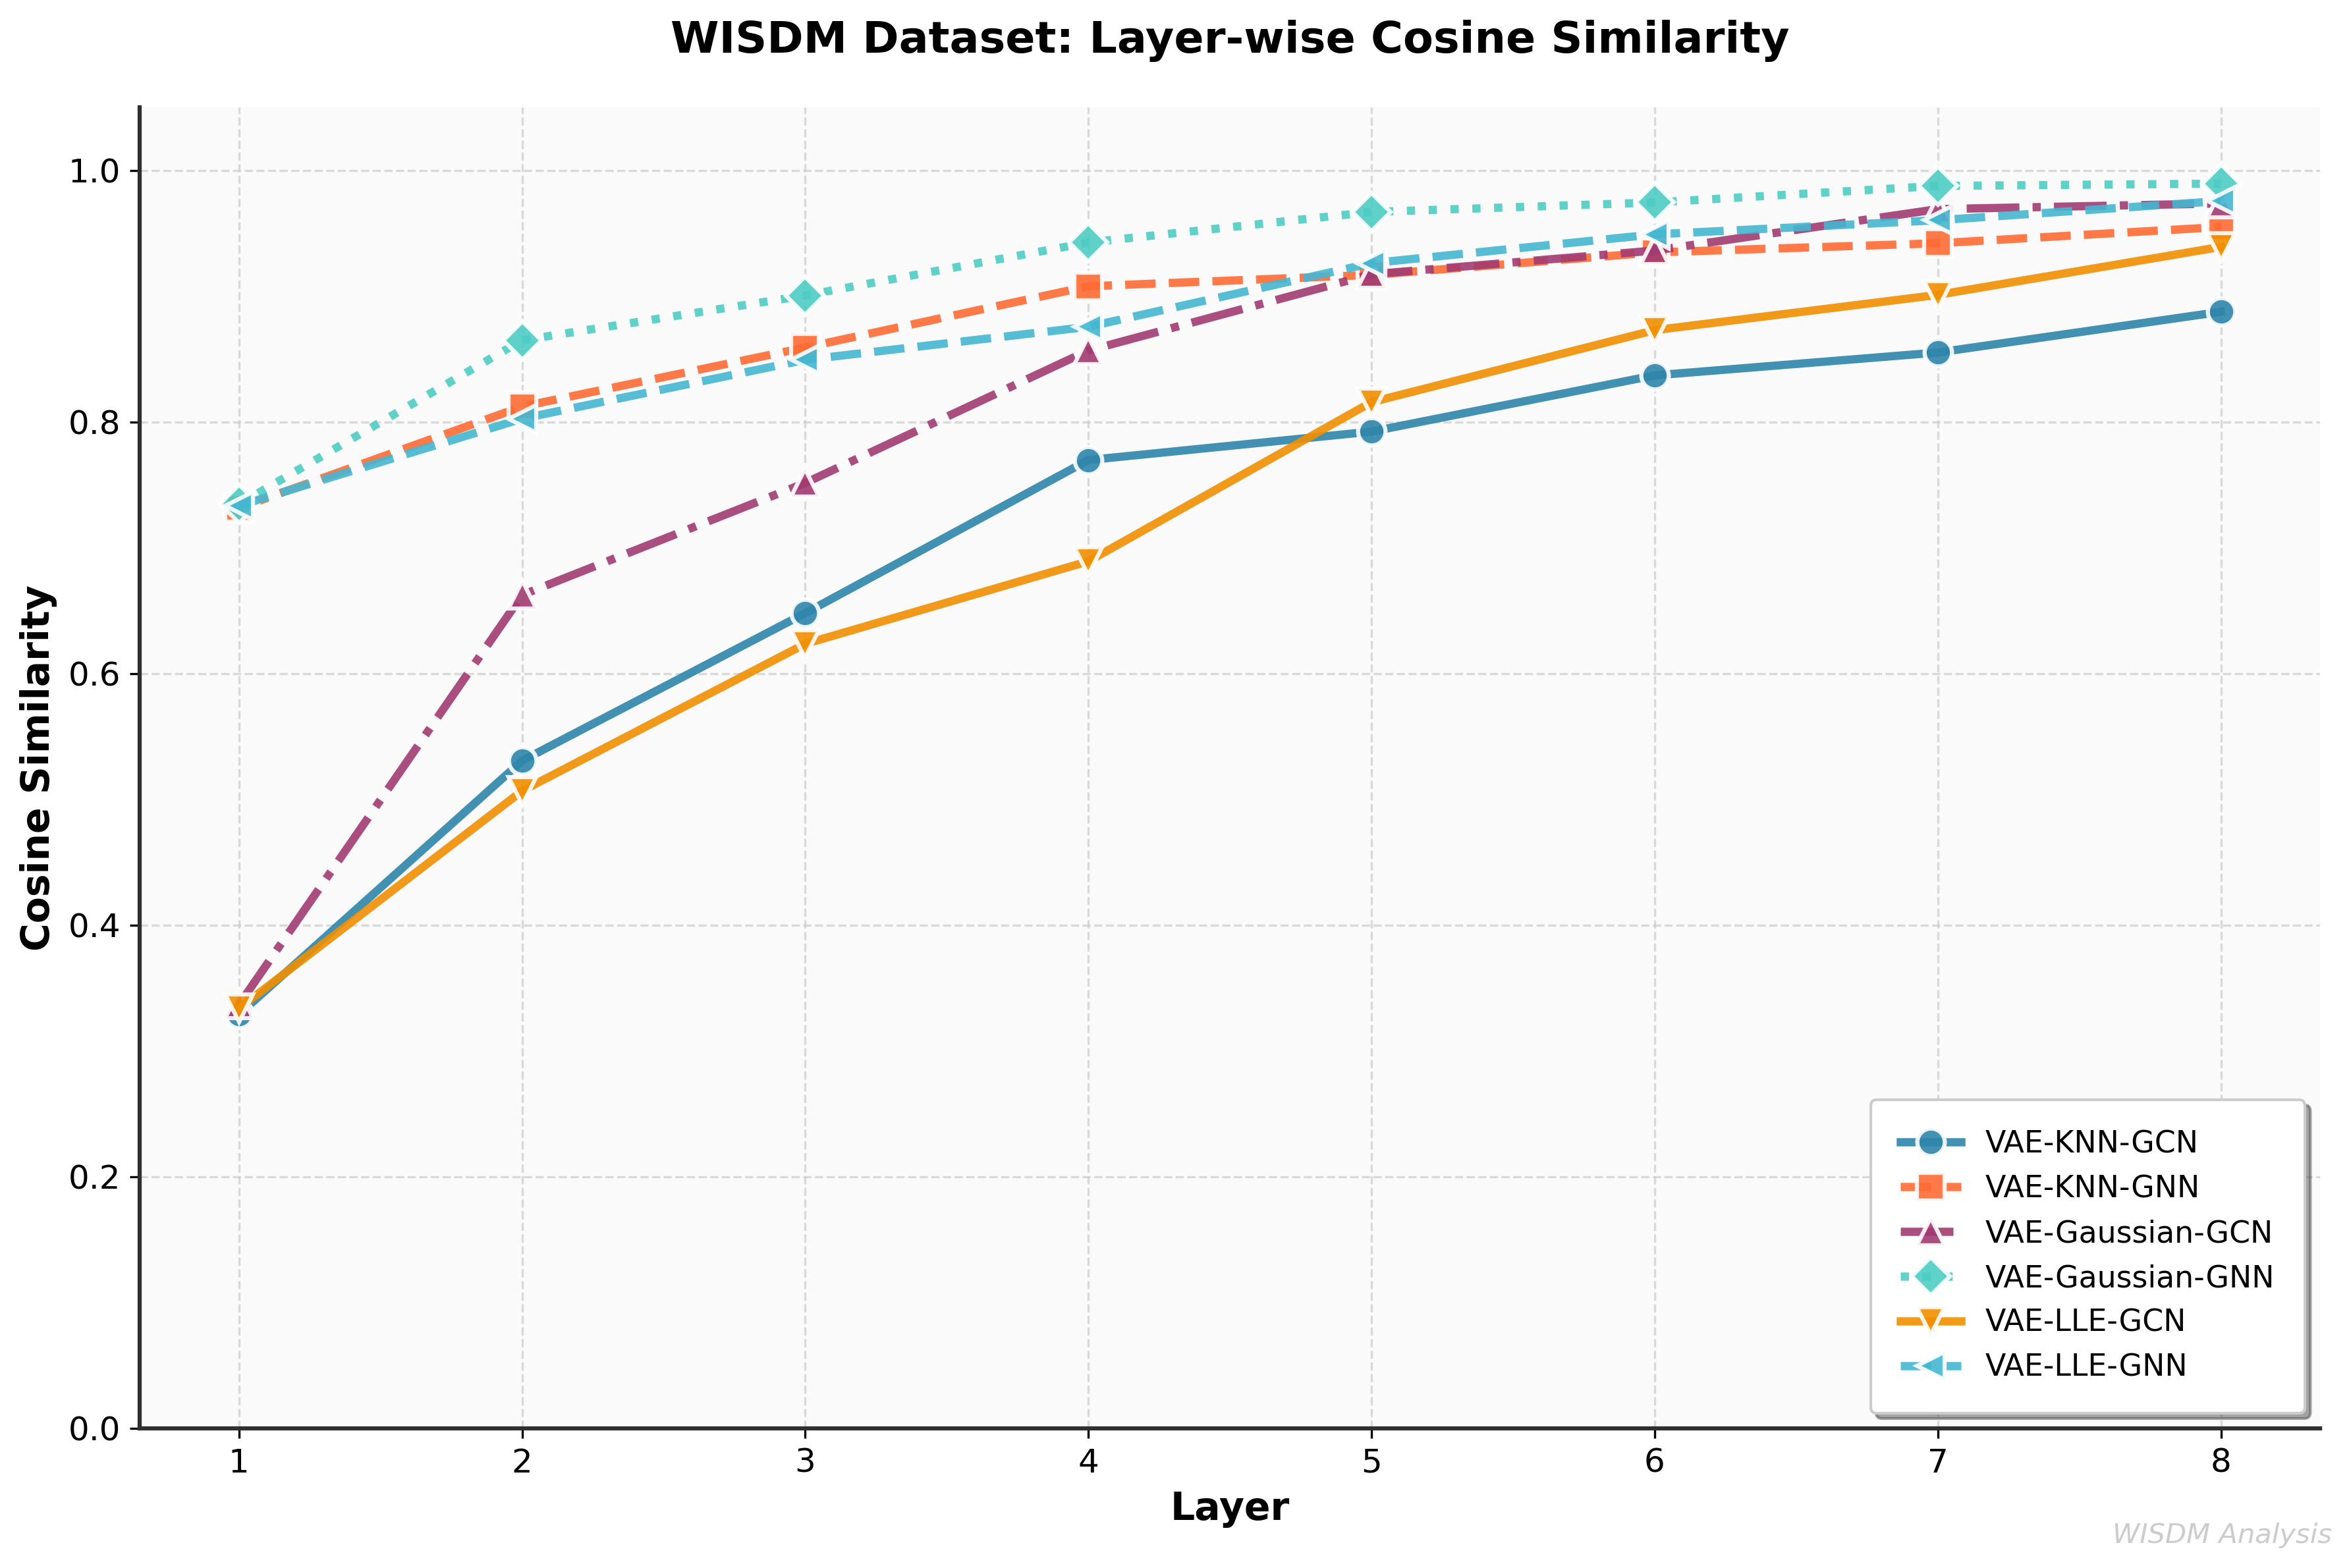 WISDM Dataset: Layer-wise Cosine Similarity
Cosine Similarity
1.0
0.8
0.6
0.4
0.2
0.0
1 2 3 4 5 6 7 8
Layer
VAE-KNN-GCN
VAE-KNN-GNN
VAE-Gaussian-GCN
VAE-Gaussian-GNN
VAE-LLE-GCN
VAE-LLE-GNN
WISDM Analysis